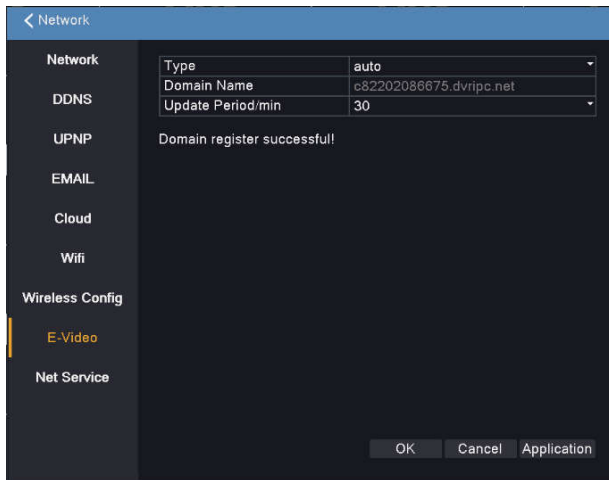 Network
Network
DDNS
UPNP
EMAIL
Cloud
Wifi
Wireless Config
E-Video
Net Service
Type auto
Domain Name c82202086675.dvripc.net
Update Period/min 30
Domain register successful!
OK Cancel Application